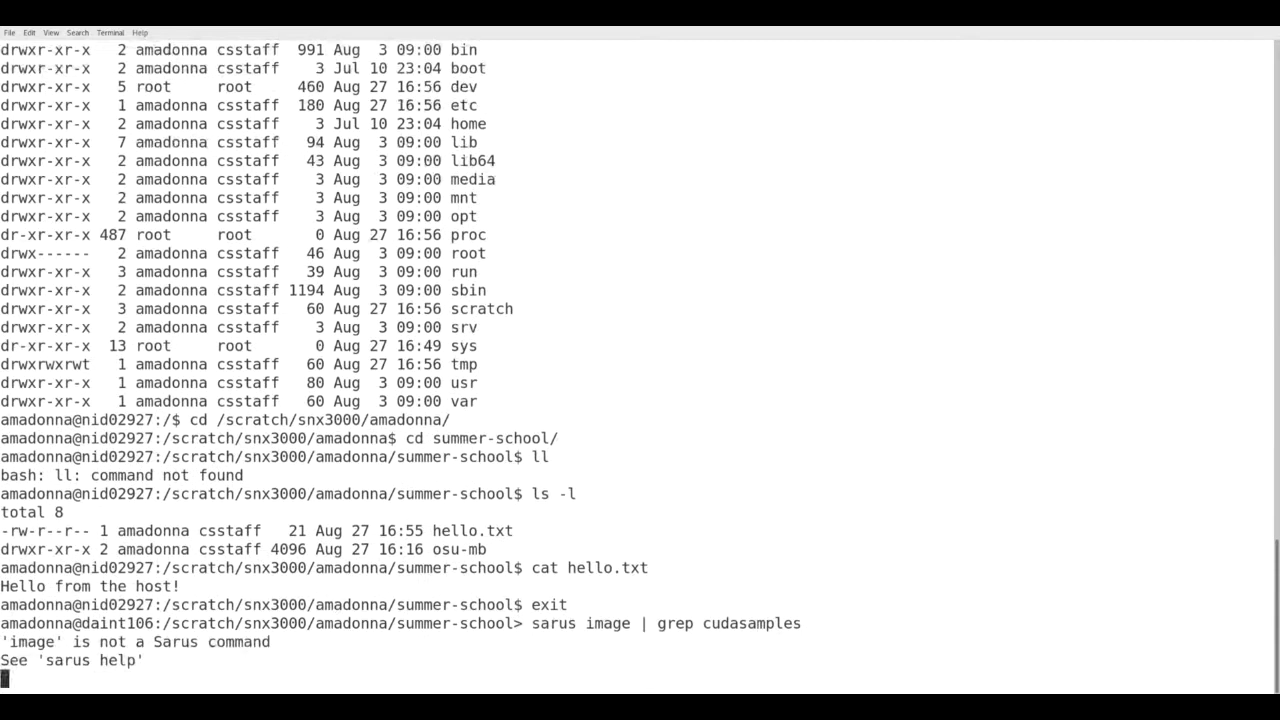 File Edit View Search Terminal Help
drwxr-xr-x   2 amadonna csstaff  991 Aug  3 09:00 bin
drwxr-xr-x   2 amadonna csstaff    3 Jul 10 23:04 boot
drwxr-xr-x   5 root     root     460 Aug 27 16:56 dev
drwxr-xr-x   1 amadonna csstaff  180 Aug 27 16:56 etc
drwxr-xr-x   2 amadonna csstaff    3 Jul 10 23:04 home
drwxr-xr-x   7 amadonna csstaff   94 Aug  3 09:00 lib
drwxr-xr-x   2 amadonna csstaff   43 Aug  3 09:00 lib64
drwxr-xr-x   2 amadonna csstaff    3 Aug  3 09:00 media
drwxr-xr-x   2 amadonna csstaff    3 Aug  3 09:00 mnt
drwxr-xr-x   2 amadonna csstaff    3 Aug  3 09:00 opt
dr-xr-xr-x 487 root     root       0 Aug 27 16:56 proc
drwx------   2 amadonna csstaff   46 Aug  3 09:00 root
drwxr-xr-x   3 amadonna csstaff   39 Aug  3 09:00 run
drwxr-xr-x   2 amadonna csstaff 1194 Aug  3 09:00 sbin
drwxr-xr-x   3 amadonna csstaff   60 Aug 27 16:56 scratch
drwxr-xr-x   2 amadonna csstaff    3 Aug  3 09:00 srv
dr-xr-xr-x  13 root     root       0 Aug 27 16:49 sys
drwxrwxrwt   1 amadonna csstaff   60 Aug 27 16:56 tmp
drwxr-xr-x   1 amadonna csstaff   80 Aug  3 09:00 usr
drwxr-xr-x   1 amadonna csstaff   60 Aug  3 09:00 var
amadonna@nid02927:/$ cd /scratch/snx3000/amadonna/
amadonna@nid02927:/scratch/snx3000/amadonna$ cd summer-school/
amadonna@nid02927:/scratch/snx3000/amadonna/summer-school$ ll
bash: ll: command not found
amadonna@nid02927:/scratch/snx3000/amadonna/summer-school$ ls -l
total 8
-rw-r--r-- 1 amadonna csstaff   21 Aug 27 16:55 hello.txt
drwxr-xr-x 2 amadonna csstaff 4096 Aug 27 16:16 osu-mb
amadonna@nid02927:/scratch/snx3000/amadonna/summer-school$ cat hello.txt
Hello from the host!
amadonna@nid02927:/scratch/snx3000/amadonna/summer-school$ exit
amadonna@daint106:/scratch/snx3000/amadonna/summer-school> sarus image | grep cudasamples
'image' is not a Sarus command
See 'sarus help'